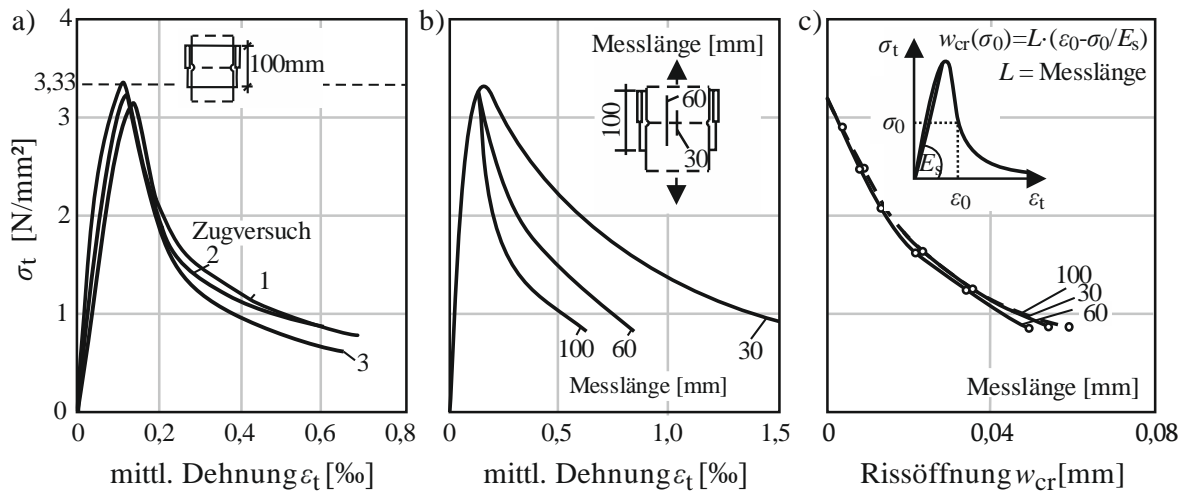 a)
σt [N/mm²]
4
3,33
3
2
1
0
100mm
Zugversuch
2
1
3
0
0,2
0,4
0,6
0,8
mittl. Dehnung εt [‰]
b)
Messlänge [mm]
100
60
30
100
60
30
Messlänge [mm]
0
0,5
1.0
1,5
mittl. Dehnung εt [‰]
c)
σt
wcr(σ0)=L·(ε0-σ0/Es)
L = Messlänge
σ0
Es
ε0
εt
100
30
60
Messlänge [mm]
0
0,04
0,08
Rissöffnung wcr[mm]